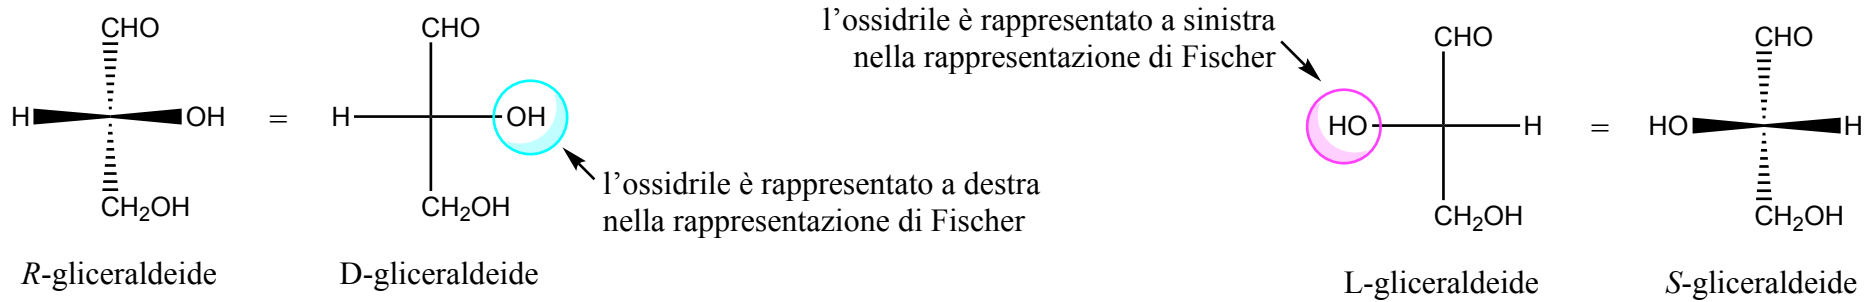 CHO
H
OH
CH2OH
R-gliceraldeide
=
CHO
H
OH
CH2OH
D-gliceraldeide
l’ossidrile è rappresentato a destra
nella rappresentazione di Fischer
l’ossidrile è rappresentato a sinistra
nella rappresentazione di Fischer
CHO
HO
H
CH2OH
L-gliceraldeide
=
CHO
HO
H
CH2OH
S-gliceraldeide